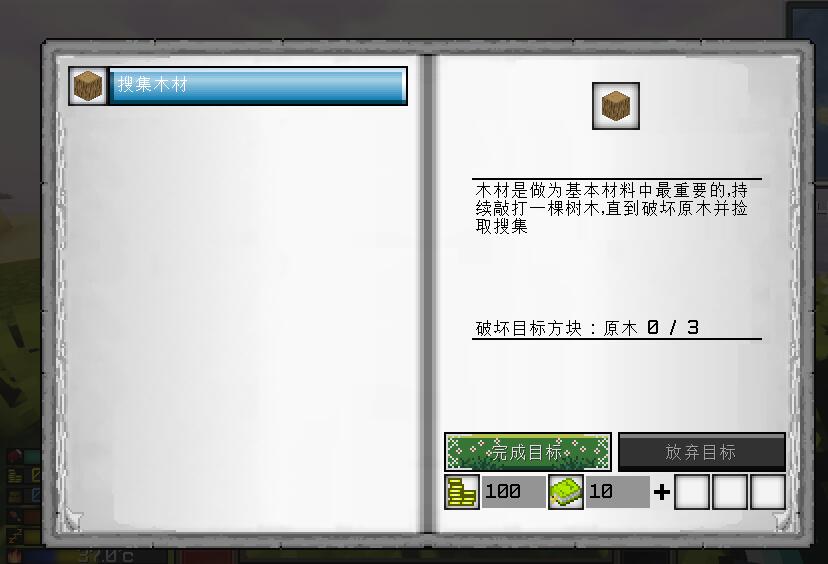 搜集木材
木材是做为基本材料中最重要的,持
续敲打一棵树木,直到破坏原木并捡
取搜集
破坏目标方块：原木 0 / 3
完成目标 放弃目标
100 10 +
37.0°c